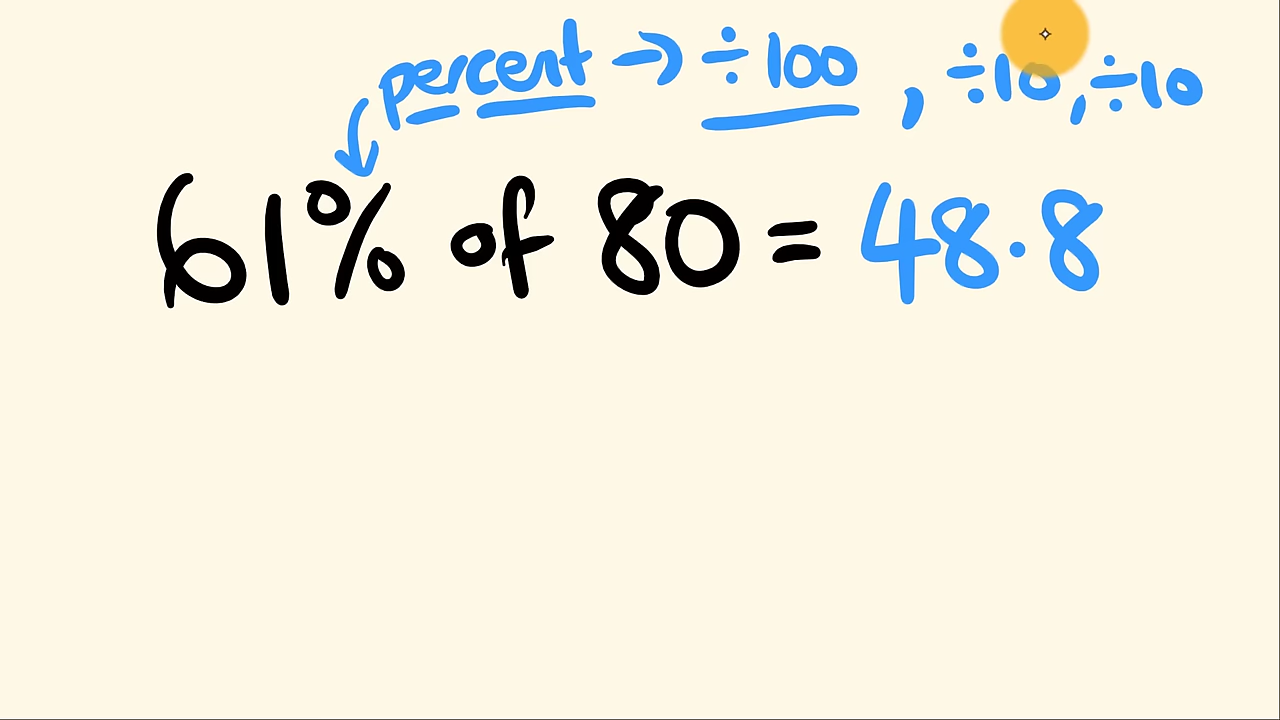 percent → ÷100 , ÷10, ÷10
61% of 80 = 48.8